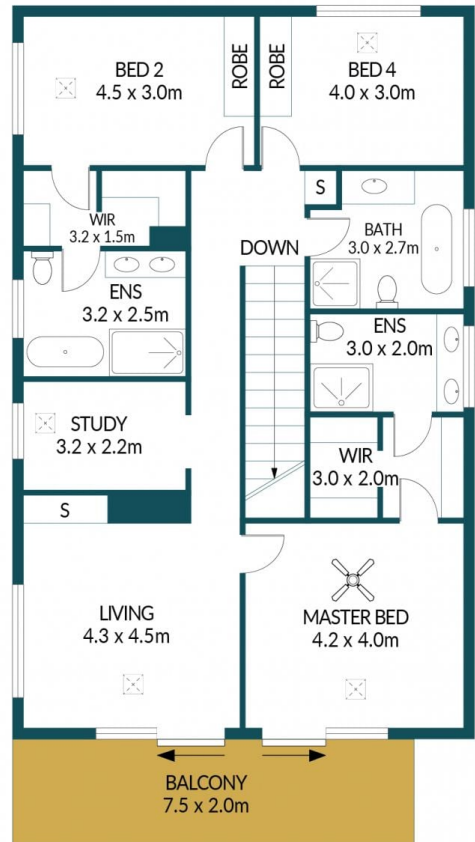 BED 2
4.5 x 3.0m
ROBE
ROBE
BED 4
4.0 x 3.0m
WIR
3.2 x 1.5m
S
BATH
3.0 x 2.7m
DOWN
ENS
3.2 x 2.5m
ENS
3.0 x 2.0m
STUDY
3.2 x 2.2m
WIR
3.0 x 2.0m
S
LIVING
4.3 x 4.5m
MASTER BED
4.2 x 4.0m
BALCONY
7.5 x 2.0m